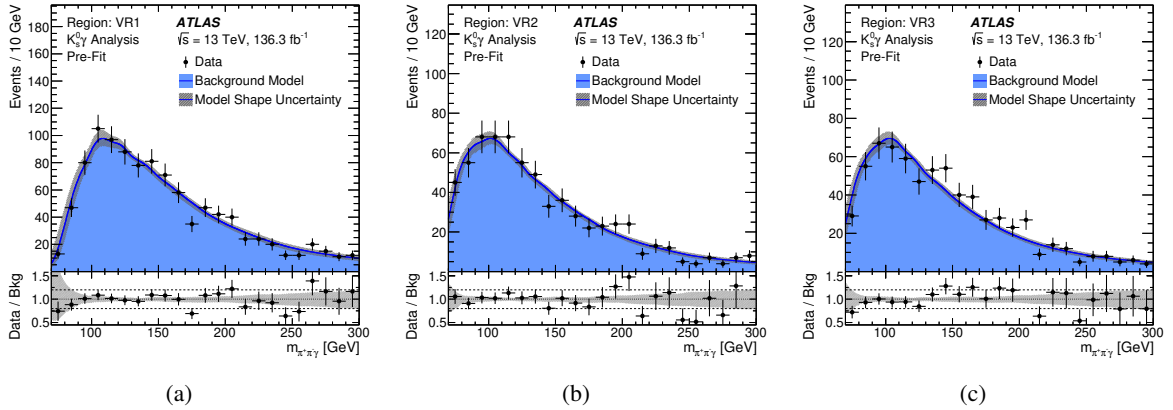 Region: VR1 ATLAS
K⁰ₛγ Analysis √s = 13 TeV, 136.3 fb⁻¹
Pre-Fit
Data
Background Model
Model Shape Uncertainty
Events / 10 GeV
180
160
140
120
100
80
60
40
20
Data / Bkg
1.5
1.0
0.5
100 150 200 250 300
m_π⁺π⁻γ [GeV]
(a)
Region: VR2 ATLAS
K⁰ₛγ Analysis √s = 13 TeV, 136.3 fb⁻¹
Pre-Fit
Data
Background Model
Model Shape Uncertainty
Events / 10 GeV
120
100
80
60
40
20
Data / Bkg
1.5
1.0
0.5
100 150 200 250 300
m_π⁺π⁻γ [GeV]
(b)
Region: VR3 ATLAS
K⁰ₛγ Analysis √s = 13 TeV, 136.3 fb⁻¹
Pre-Fit
Data
Background Model
Model Shape Uncertainty
Events / 10 GeV
120
100
80
60
40
20
Data / Bkg
1.5
1.0
0.5
100 150 200 250 300
m_π⁺π⁻γ [GeV]
(c)